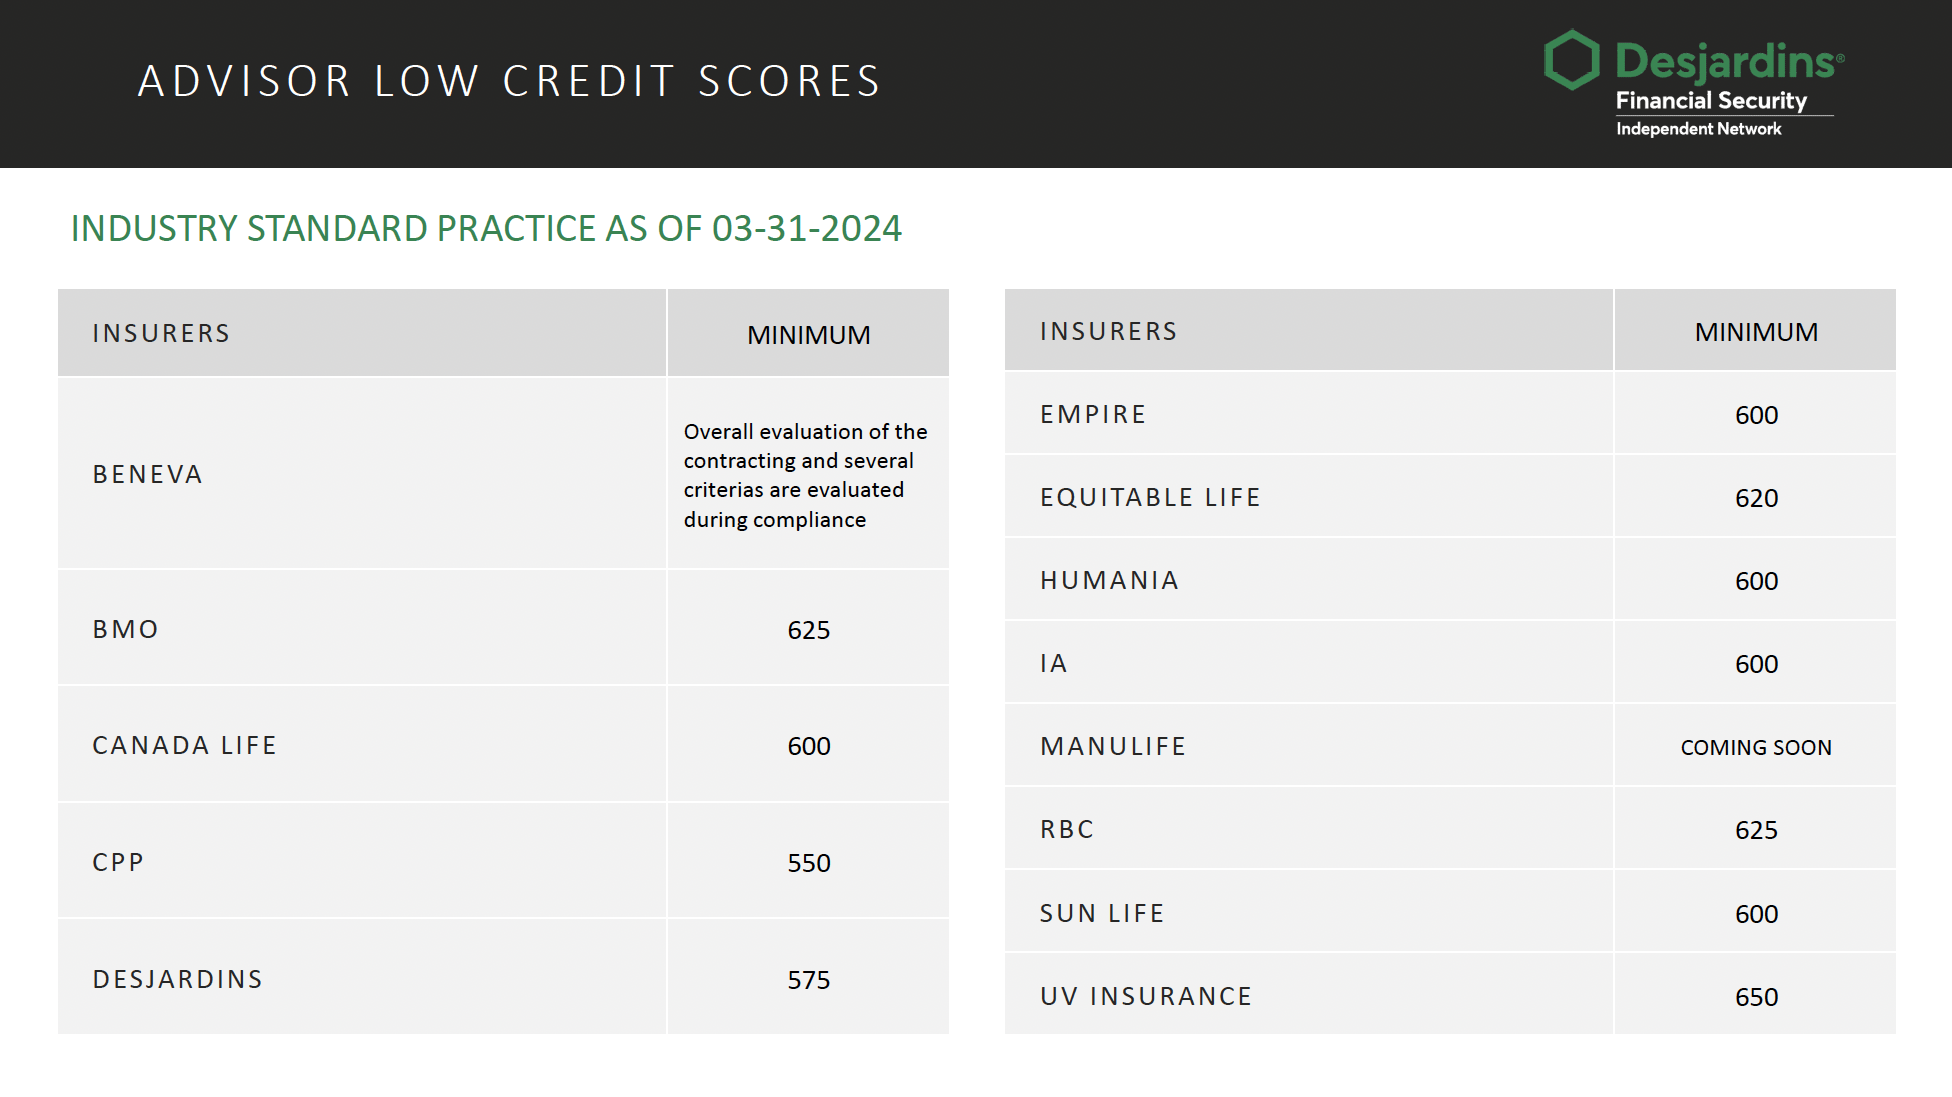 ADVISOR LOW CREDIT SCORES
Desjardins®
Financial Security
Independent Network
INDUSTRY STANDARD PRACTICE AS OF 03-31-2024
INSURERS MINIMUM
BENEVA
Overall evaluation of the
contracting and several
criterias are evaluated
during compliance
BMO 625
CANADA LIFE 600
CPP 550
DESJARDINS 575
INSURERS MINIMUM
EMPIRE 600
EQUITABLE LIFE 620
HUMANIA 600
IA 600
MANULIFE COMING SOON
RBC 625
SUN LIFE 600
UV INSURANCE 650